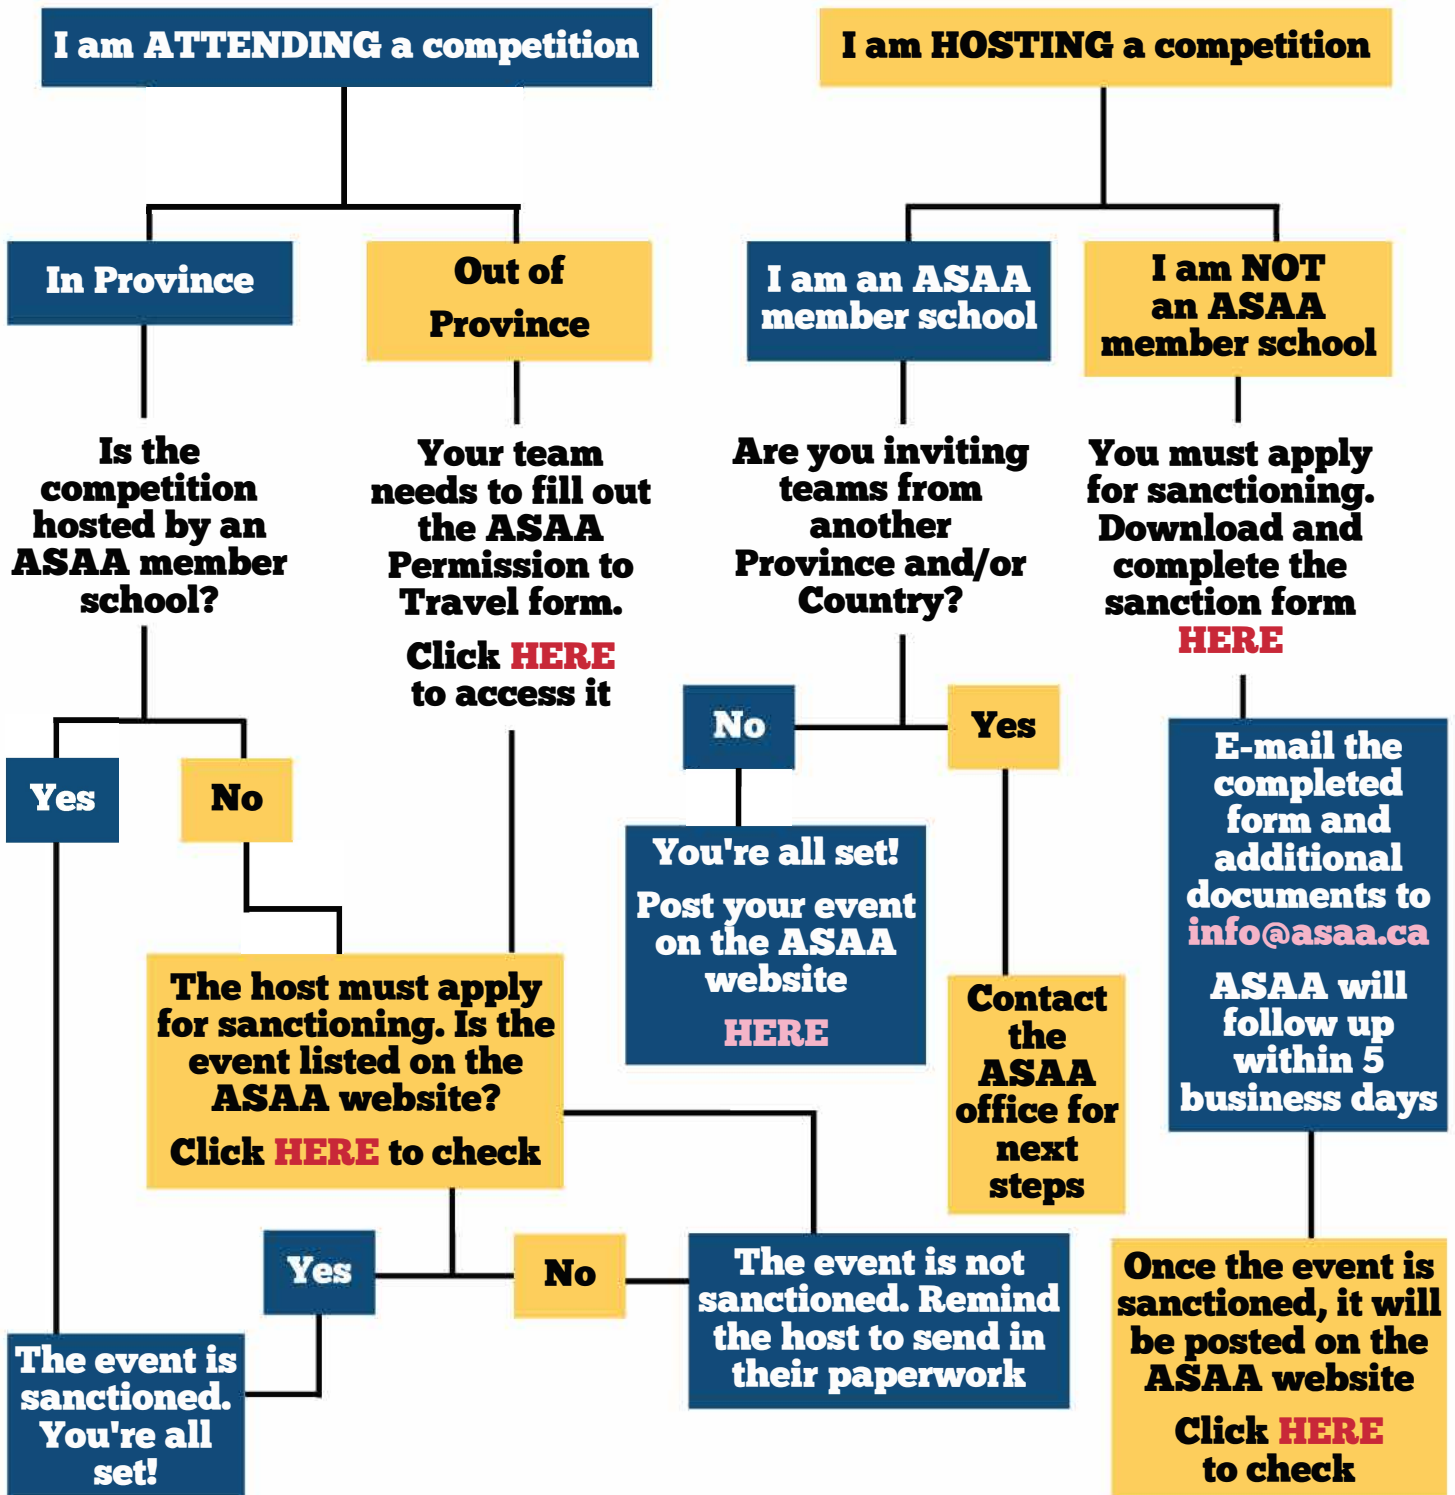 I am ATTENDING a competition
I am HOSTING a competition
In Province
Out of
Province
I am an ASAA
member school
I am NOT
an ASAA
member school
Is the
competition
hosted by an
ASAA member
school?
Your team
needs to fill out
the ASAA
Permission to
Travel form.
Click HERE
to access it
Are you inviting
teams from
another
Province and/or
Country?
You must apply
for sanctioning.
Download and
complete the
sanction form
HERE
Yes
No
No
Yes
E-mail the
completed
form and
additional
documents to
info@asaa.ca
ASAA will
follow up
within 5
business days
You're all set!
Post your event
on the ASAA
website
HERE
The host must apply
for sanctioning. Is the
event listed on the
ASAA website?
Click HERE to check
Contact
the
ASAA
office for
next
steps
Yes
No
The event is not
sanctioned. Remind
the host to send in
their paperwork
Once the event is
sanctioned, it will
be posted on the
ASAA website
Click HERE
to check
The event is
sanctioned.
You're all
set!